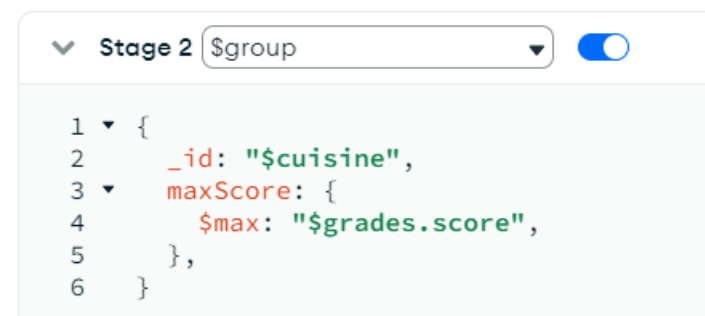 Stage 2 $group
1 {
2 _id: "$cuisine",
3 maxScore: {
4 $max: "$grades.score",
5 },
6 }